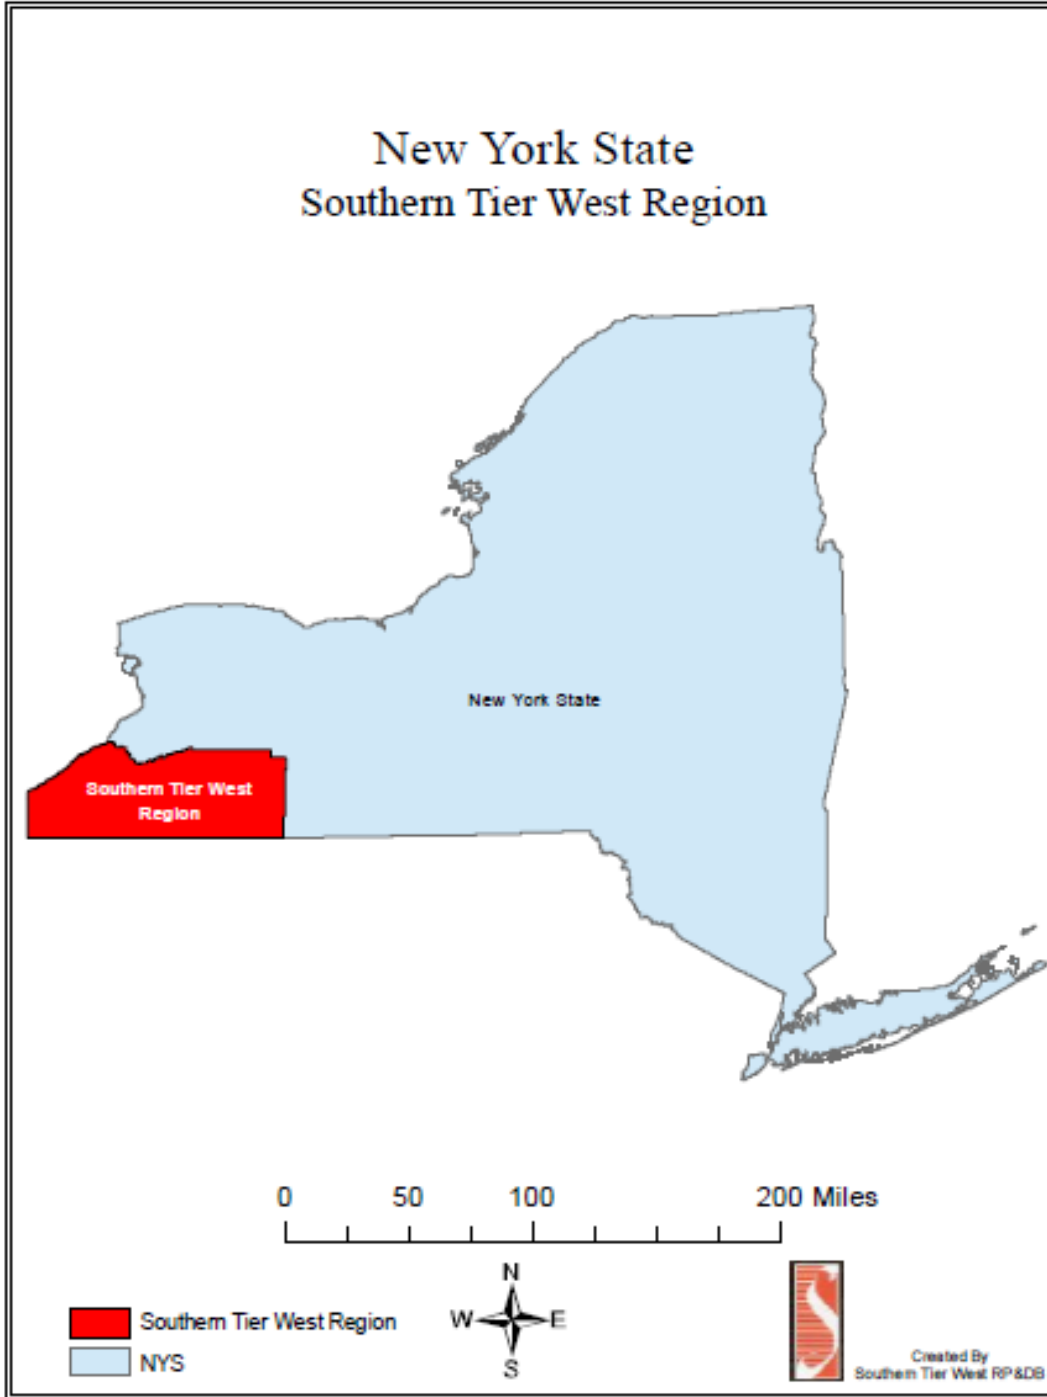 New York State
Southern Tier West Region
New York State
Southern Tier West
Region
0 50 100 200 Miles
N
W E
S
Southern Tier West Region
NYS
Created By
Southern Tier West RP&DB